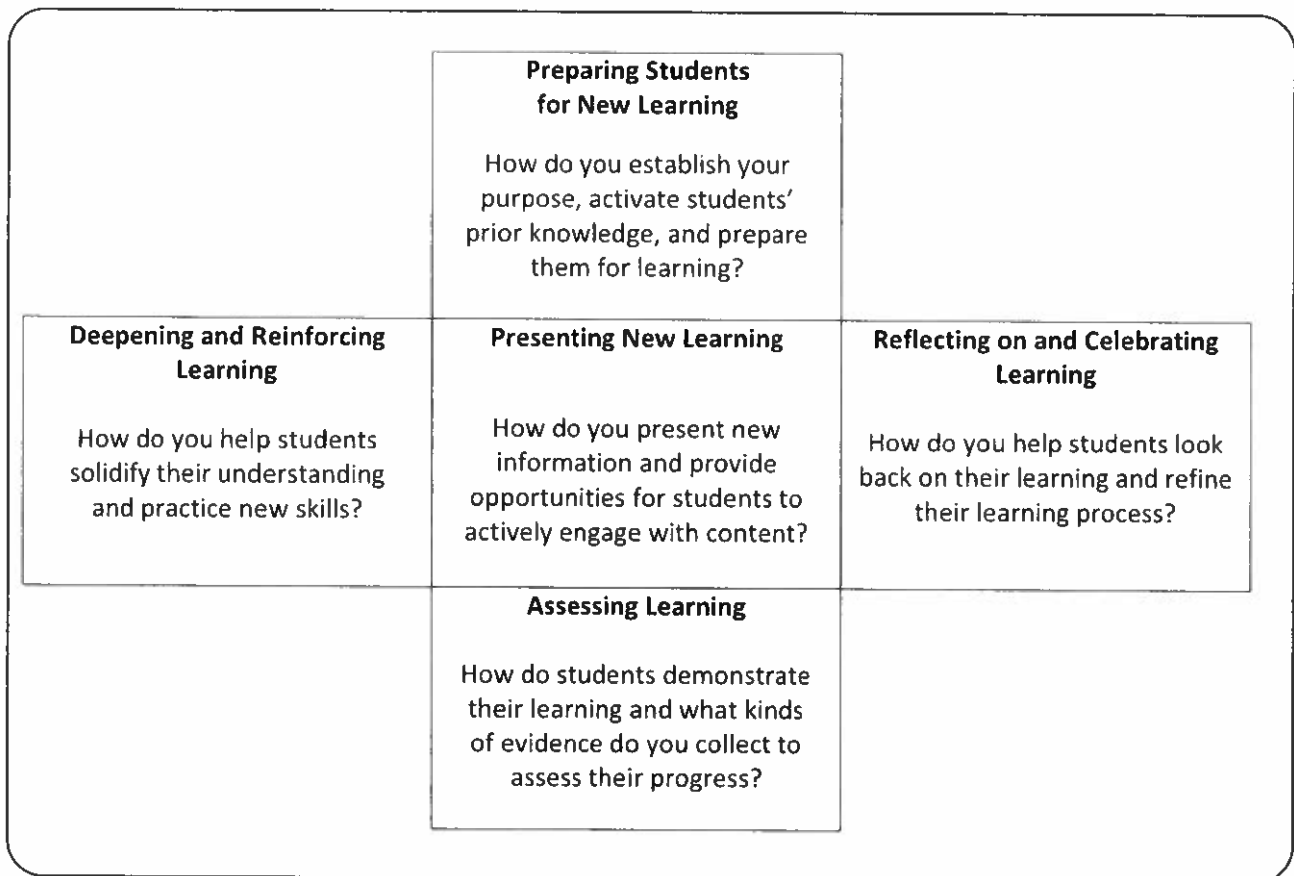 Preparing Students
for New Learning
How do you establish your
purpose, activate students'
prior knowledge, and prepare
them for learning?
Deepening and Reinforcing
Learning
How do you help students
solidify their understanding
and practice new skills?
Presenting New Learning
How do you present new
information and provide
opportunities for students to
actively engage with content?
Reflecting on and Celebrating
Learning
How do you help students look
back on their learning and refine
their learning process?
Assessing Learning
How do students demonstrate
their learning and what kinds
of evidence do you collect to
assess their progress?